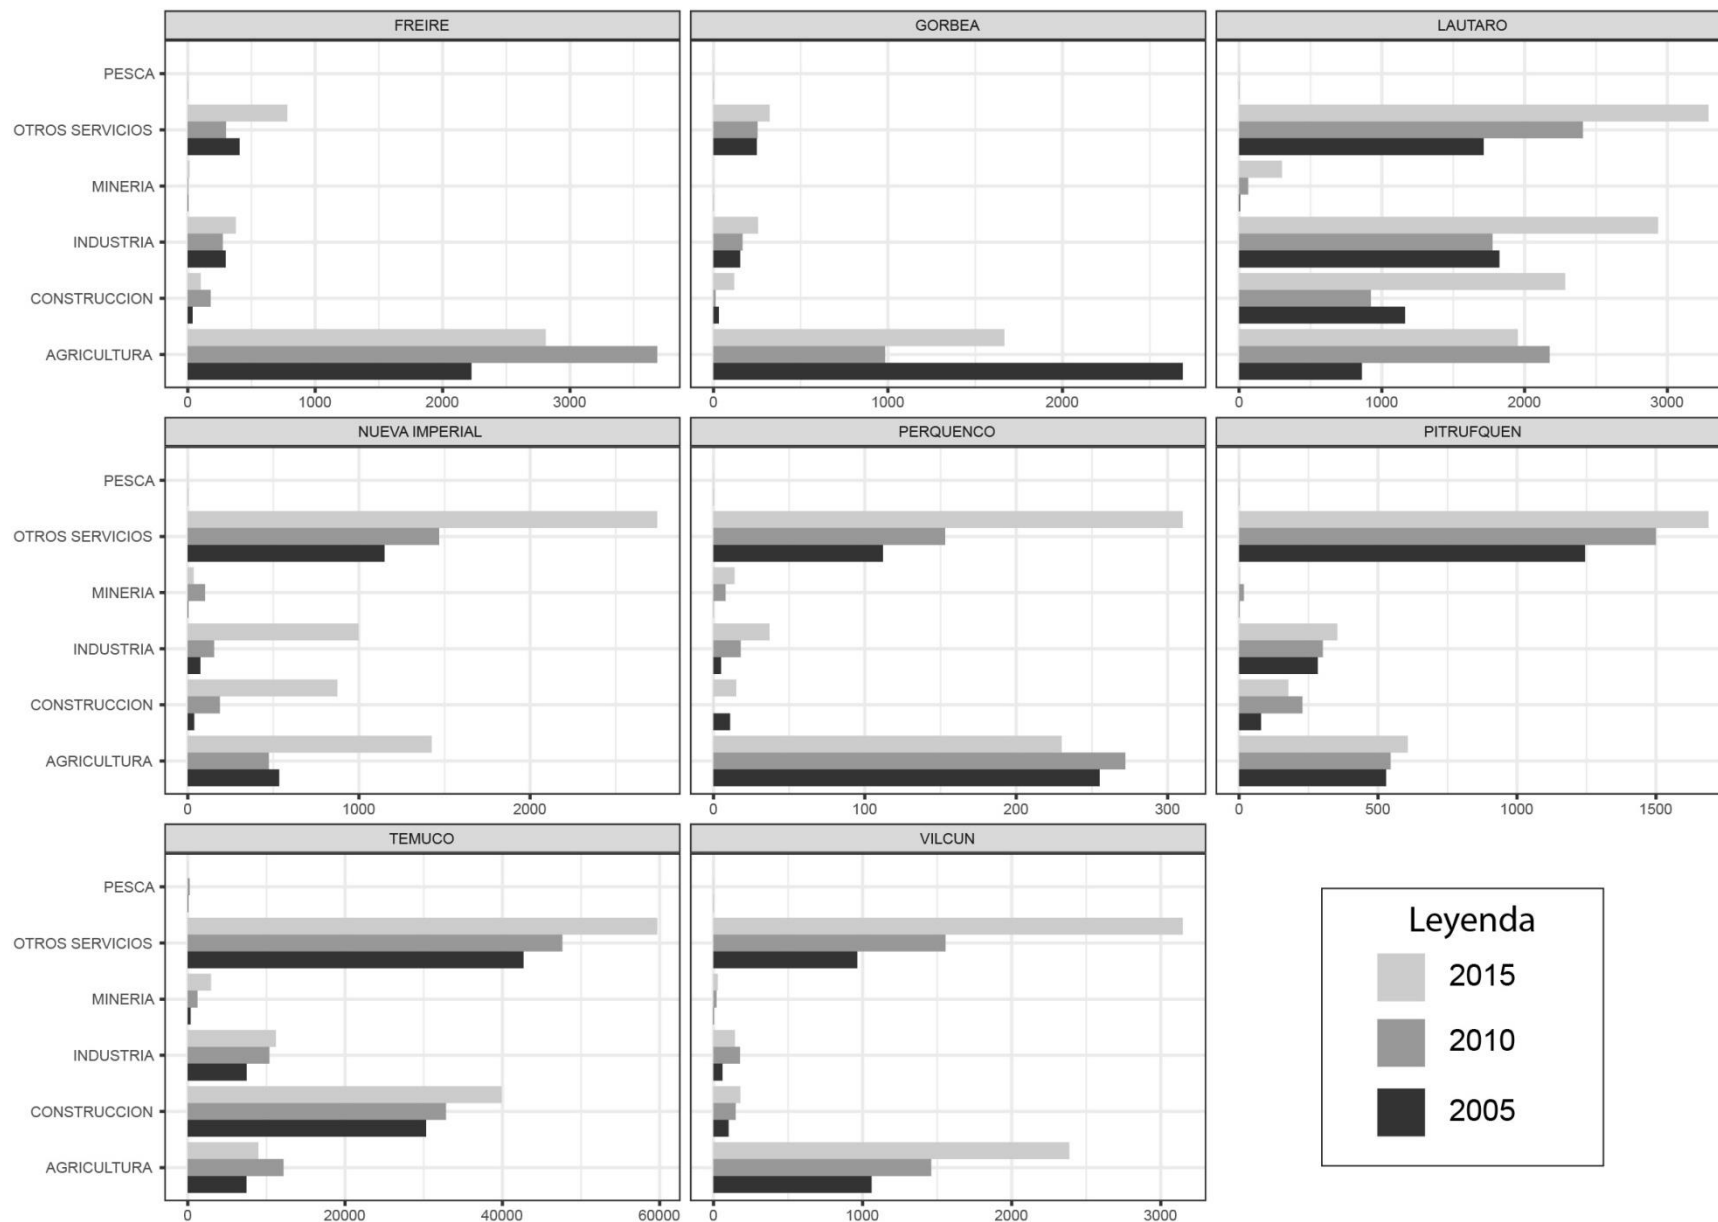 FREIRE
GORBEA
LAUTARO
PESCA
OTROS SERVICIOS
MINERIA
INDUSTRIA
CONSTRUCCION
AGRICULTURA
0 1000 2000 3000
0 1000 2000
0 1000 2000 3000
NUEVA IMPERIAL
PERQUENCO
PITRUFQUEN
PESCA
OTROS SERVICIOS
MINERIA
INDUSTRIA
CONSTRUCCION
AGRICULTURA
0 1000 2000
0 100 200 300
0 500 1000 1500
TEMUCO
VILCUN
PESCA
OTROS SERVICIOS
MINERIA
INDUSTRIA
CONSTRUCCION
AGRICULTURA
0 20000 40000 60000
0 1000 2000 3000
Leyenda
2015
2010
2005